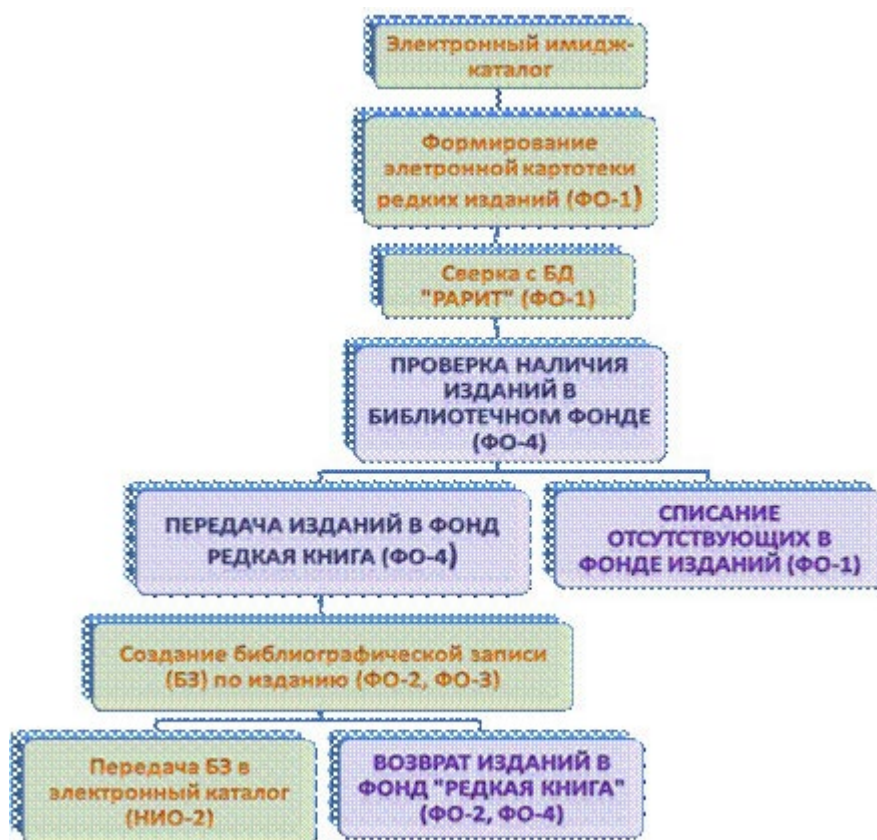 Электронный имидж-
каталог
Формирование
элетронной картотеки
редких изданий (ФО-1)
Сверка с БД
"РАРИТ" (ФО-1)
ПРОВЕРКА НАЛИЧИЯ
ИЗДАНИЙ В
БИБЛИОТЕЧНОМ ФОНДЕ
(ФО-4)
ПЕРЕДАЧА ИЗДАНИЙ В ФОНД
РЕДКАЯ КНИГА (ФО-4)
СПИСАНИЕ
ОТСУТСТВУЮЩИХ В
ФОНДЕ ИЗДАНИЙ (ФО-1)
Создание библиографической записи
(БЗ) по изданию (ФО-2, ФО-3)
Передача БЗ в
электронный каталог
(НИО-2)
ВОЗВРАТ ИЗДАНИЙ В
ФОНД "РЕДКАЯ КНИГА"
(ФО-2, ФО-4)